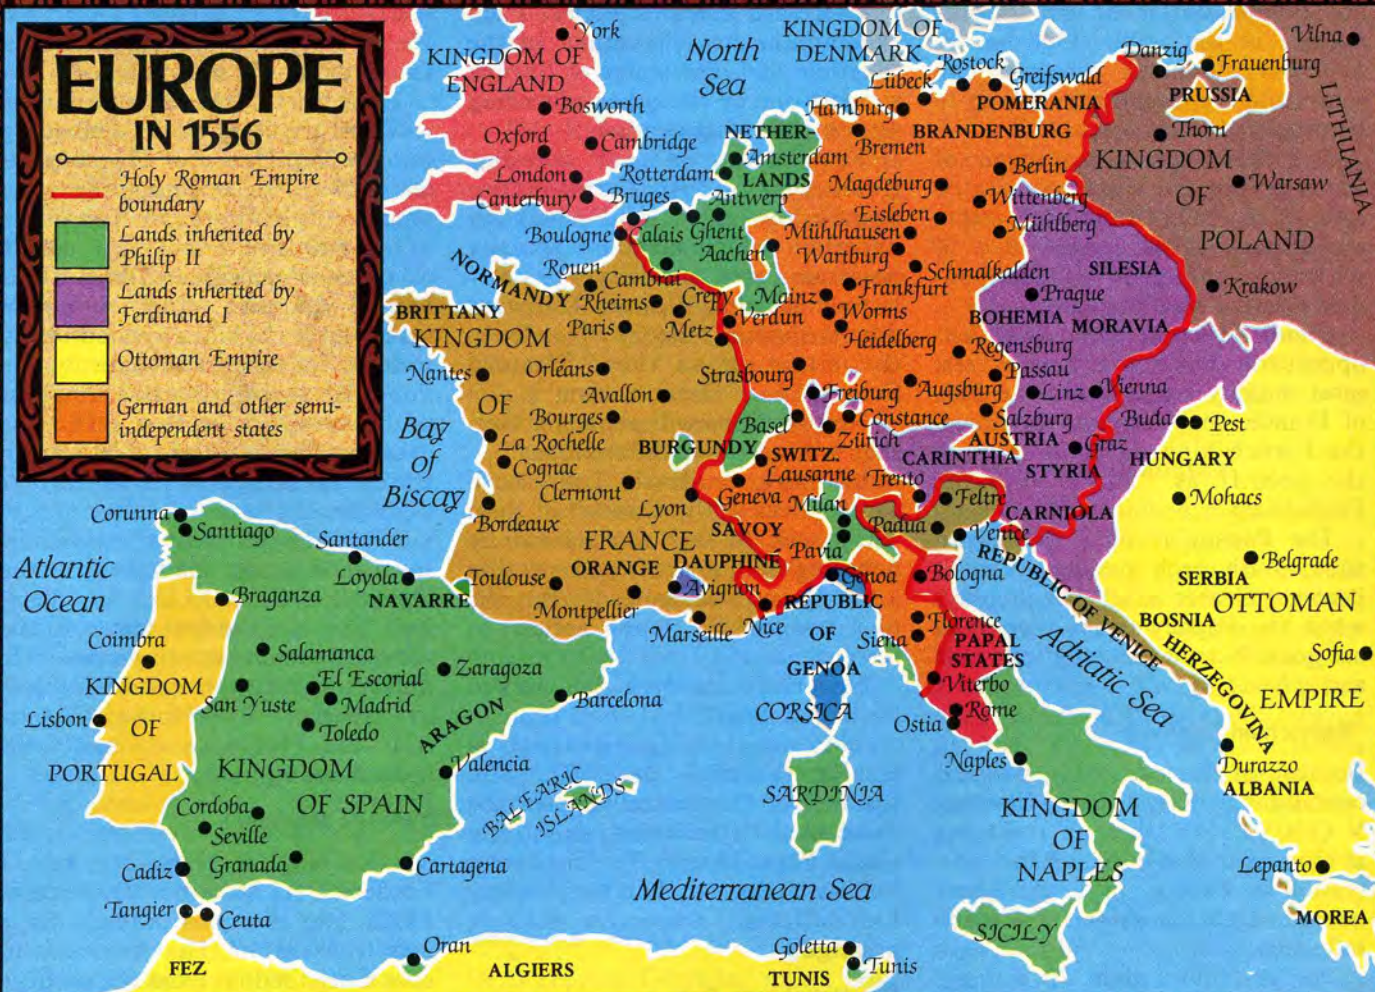 EUROPE
IN 1556
Holy Roman Empire
boundary
Lands inherited by
Philip II
Lands inherited by
Ferdinand I
Ottoman Empire
German and other semi-
independent states
York
KINGDOM OF
ENGLAND
Bosworth
Oxford
Cambridge
London
Canterbury
North
Sea
KINGDOM OF
DENMARK
Rostock
Lübeck
Greifswald
Hamburg
POMERANIA
BRANDENBURG
Bremen
Danzig
Frauenburg
PRUSSIA
Vilna
LITHUANIA
Thorn
KINGDOM
OF
POLAND
Warsaw
Krakow
NETHER-
LANDS
Amsterdam
Rotterdam
Bruges
Antwerp
Ghent
Boulogne
Calais
Aachen
Berlin
Magdeburg
Wittenberg
Eisleben
Mühlhausen
Mühlberg
Wartburg
Schmalkalden
Frankfurt
Mainz
Worms
Heidelberg
SILESIA
Prague
BOHEMIA
MORAVIA
Regensburg
Passau
Linz
Vienna
Strasbourg
Freiburg
Augsburg
Salzburg
Constance
Basel
Zürich
AUSTRIA
Graz
STYRIA
CARINTHIA
CARNIOLA
Buda
Pest
HUNGARY
Mohacs
NORMANDY
Rouen
Cambrai
BRITTANY
Rheims
Crepy
Verdun
Paris
Metz
KINGDOM
OF
FRANCE
Nantes
Orléans
Avallon
Bourges
La Rochelle
Cognac
Clermont
Bordeaux
Lyon
BURGUNDY
SWITZ.
Lausanne
Geneva
SAVOY
DAUPHINÉ
ORANGE
Toulouse
Montpellier
Avignon
Marseille
Nice
Bay
of
Biscay
Atlantic
Ocean
Corunna
Santiago
Santander
Loyola
NAVARRE
Braganza
Coimbra
KINGDOM
OF
PORTUGAL
Lisbon
Salamanca
El Escorial
San Yuste
Madrid
Toledo
Zaragoza
ARAGON
Barcelona
Valencia
KINGDOM
OF SPAIN
Cordoba
Seville
Granada
Cadiz
Cartagena
BALEARIC
ISLANDS
Tangier
Ceuta
FEZ
Oran
ALGIERS
Goletta
Tunis
TUNIS
Mediterranean Sea
Trento
Feltre
Milan
Padua
Venice
Pavia
Genoa
Bologna
REPUBLIC
OF
GENOA
Florence
Siena
PAPAL
STATES
Viterbo
Rome
Ostia
CORSICA
SARDINIA
Naples
KINGDOM
OF
NAPLES
SICILY
Adriatic Sea
REPUBLIC OF VENICE
Belgrade
SERBIA
OTTOMAN
EMPIRE
BOSNIA
HERZEGOVINA
Sofia
Durazzo
ALBANIA
Lepanto
MOREA